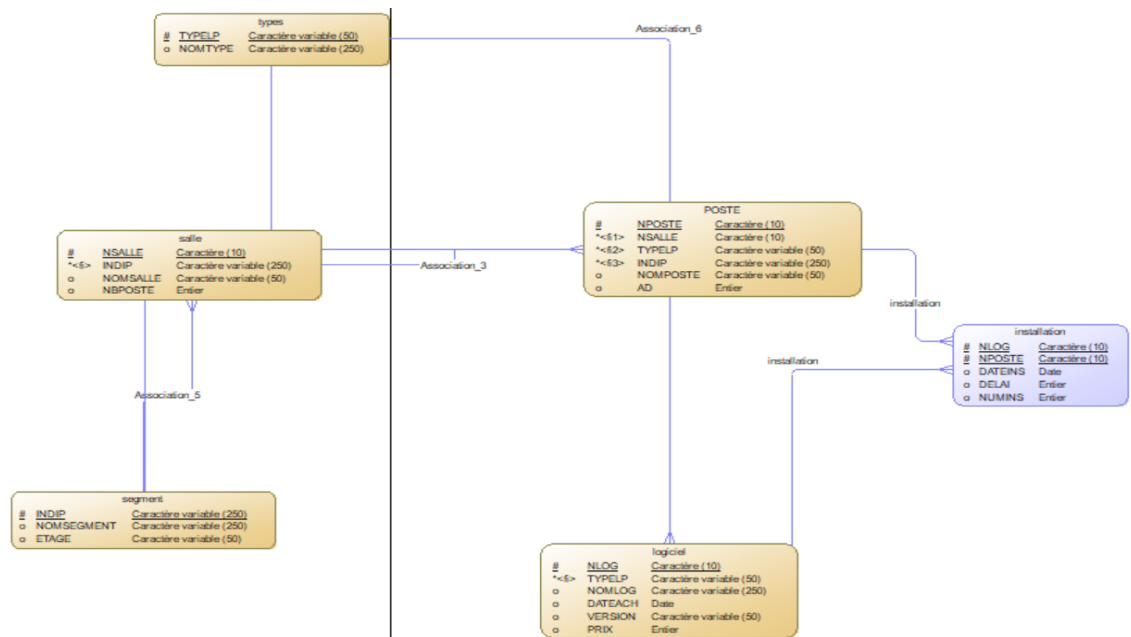 types
# TYPELP Caractère variable (50)
o NOMTYPE Caractère variable (250)
Association_6
salle
# NSALLE Caractère (10)
*<fi> INDIP Caractère variable (250)
o NOMSALLE Caractère variable (50)
o NBPOSTE Entier
Association_3
POSTE
# NPOSTE Caractère (10)
*<fi1> NSALLE Caractère (10)
*<fi2> TYPELP Caractère variable (50)
*<fi3> INDIP Caractère variable (250)
o NOMPOSTE Caractère variable (50)
o AD Entier
installation
installation
# NLOG Caractère (10)
# NPOSTE Caractère (10)
o DATEINS Date
o DELAI Entier
o NUMINS Entier
installation
Association_5
segment
# INDIP Caractère variable (250)
o NOMSEGMENT Caractère variable (250)
o ETAGE Caractère variable (50)
logiciel
# NLOG Caractère (10)
*<fi> TYPELP Caractère variable (50)
o NOMLOG Caractère variable (250)
o DATEACH Date
o VERSION Caractère variable (50)
o PRIX Entier